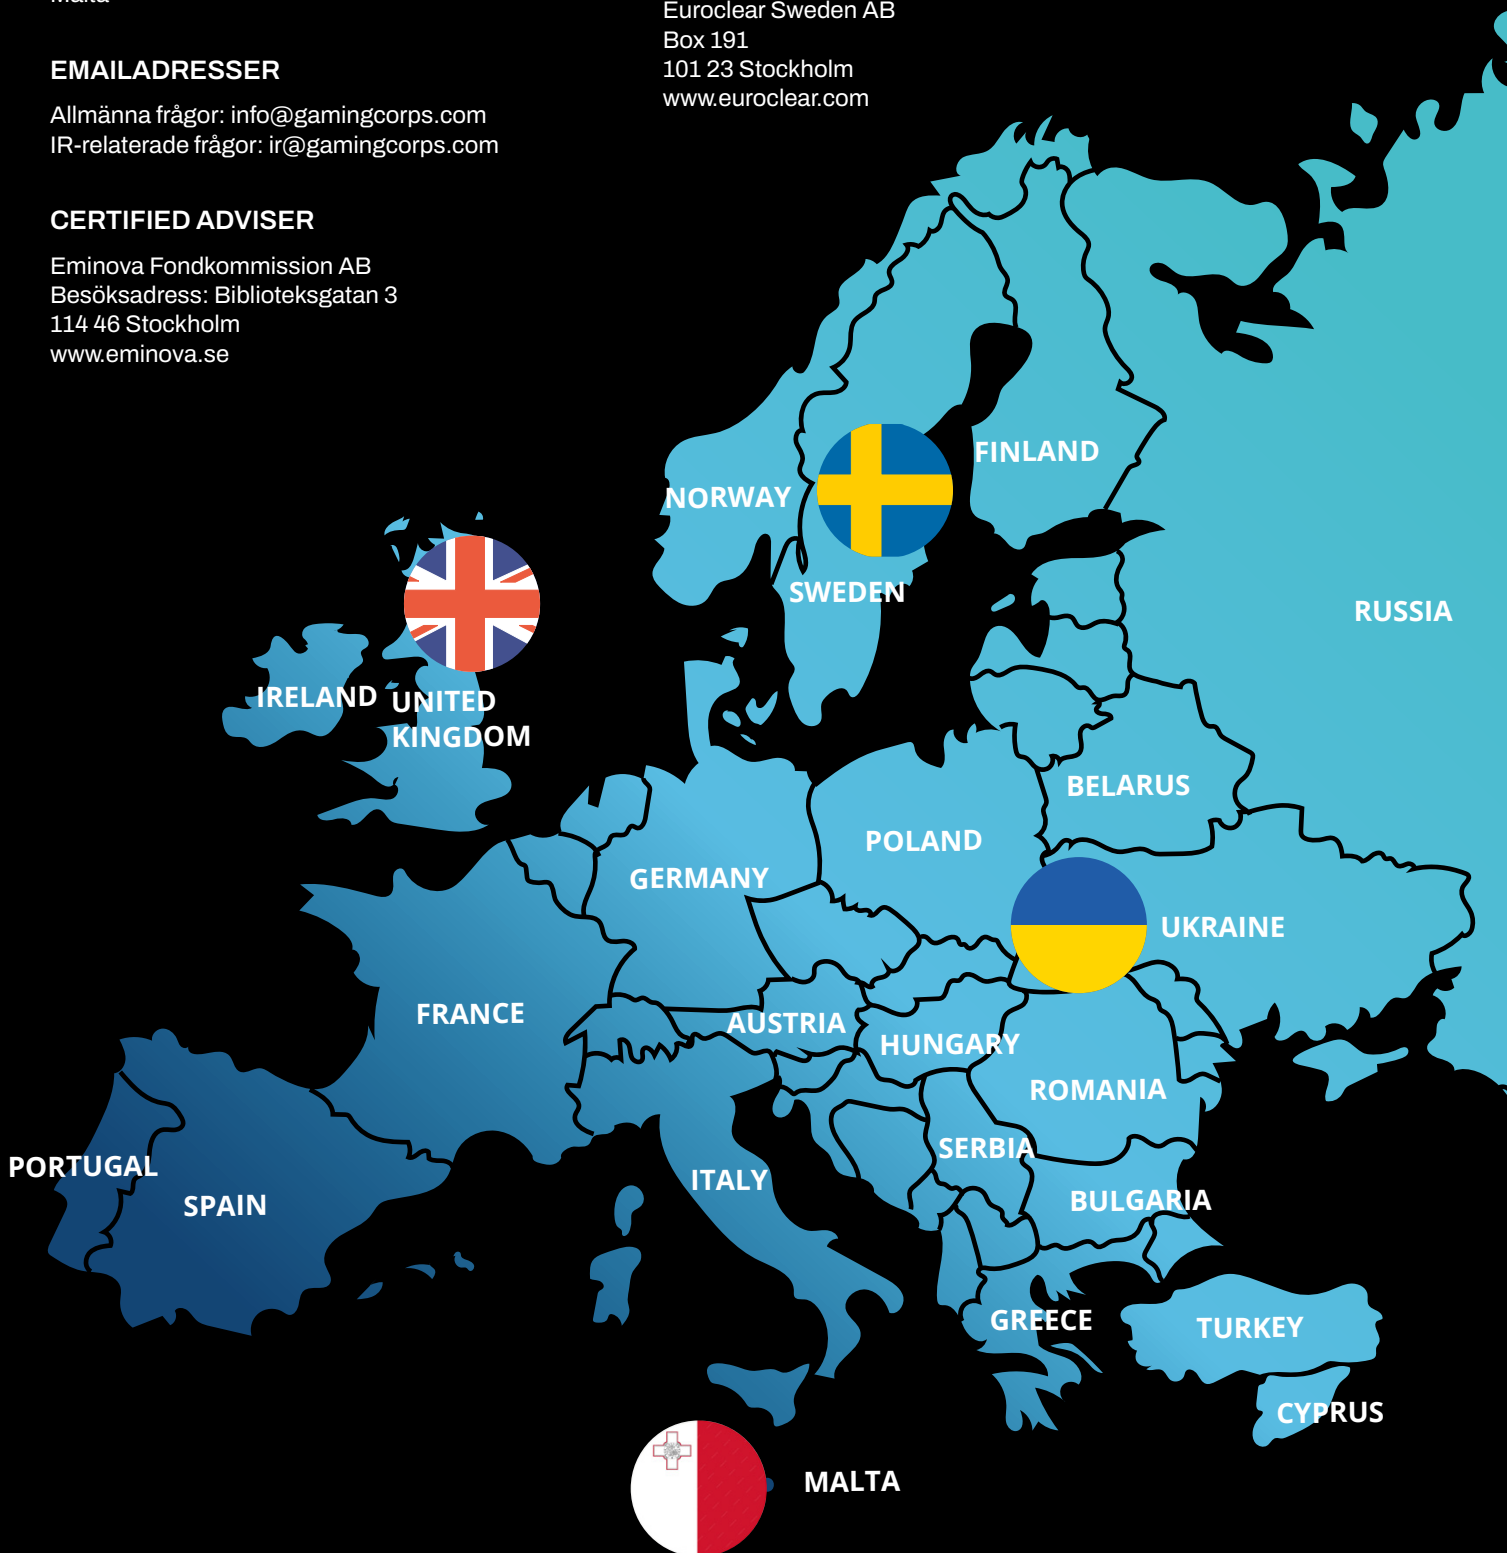 Malta
EMAILADRESSER
Allmänna frågor: info@gamingcorps.com
IR-relaterade frågor: ir@gamingcorps.com
CERTIFIED ADVISER
Eminova Fondkommission AB
Besöksadress: Biblioteksgatan 3
114 46 Stockholm
www.eminova.se
Euroclear Sweden AB
Box 191
101 23 Stockholm
www.euroclear.com
FINLAND
NORWAY
SWEDEN
RUSSIA
IRELAND
UNITED
KINGDOM
BELARUS
POLAND
GERMANY
UKRAINE
FRANCE
AUSTRIA
HUNGARY
ROMANIA
SERBIA
PORTUGAL
ITALY
SPAIN
BULGARIA
GREECE
TURKEY
CYPRUS
MALTA